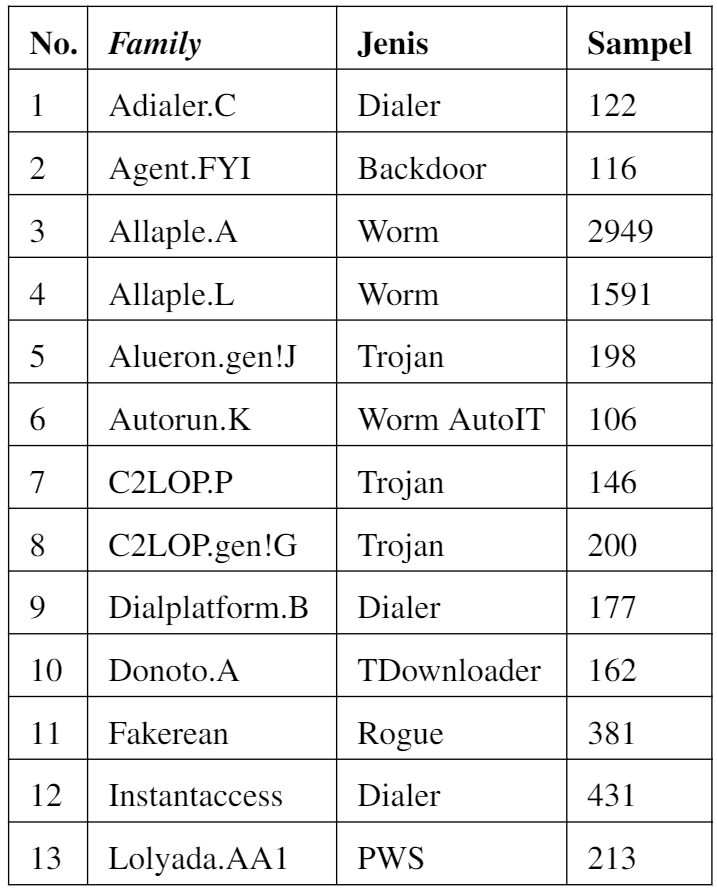 No. Family Jenis Sampel
1 Adialer.C Dialer 122
2 Agent.FYI Backdoor 116
3 Allaple.A Worm 2949
4 Allaple.L Worm 1591
5 Alueron.gen!J Trojan 198
6 Autorun.K Worm AutoIT 106
7 C2LOP.P Trojan 146
8 C2LOP.gen!G Trojan 200
9 Dialplatform.B Dialer 177
10 Donoto.A TDownloader 162
11 Fakerean Rogue 381
12 Instantaccess Dialer 431
13 Lolyada.AA1 PWS 213